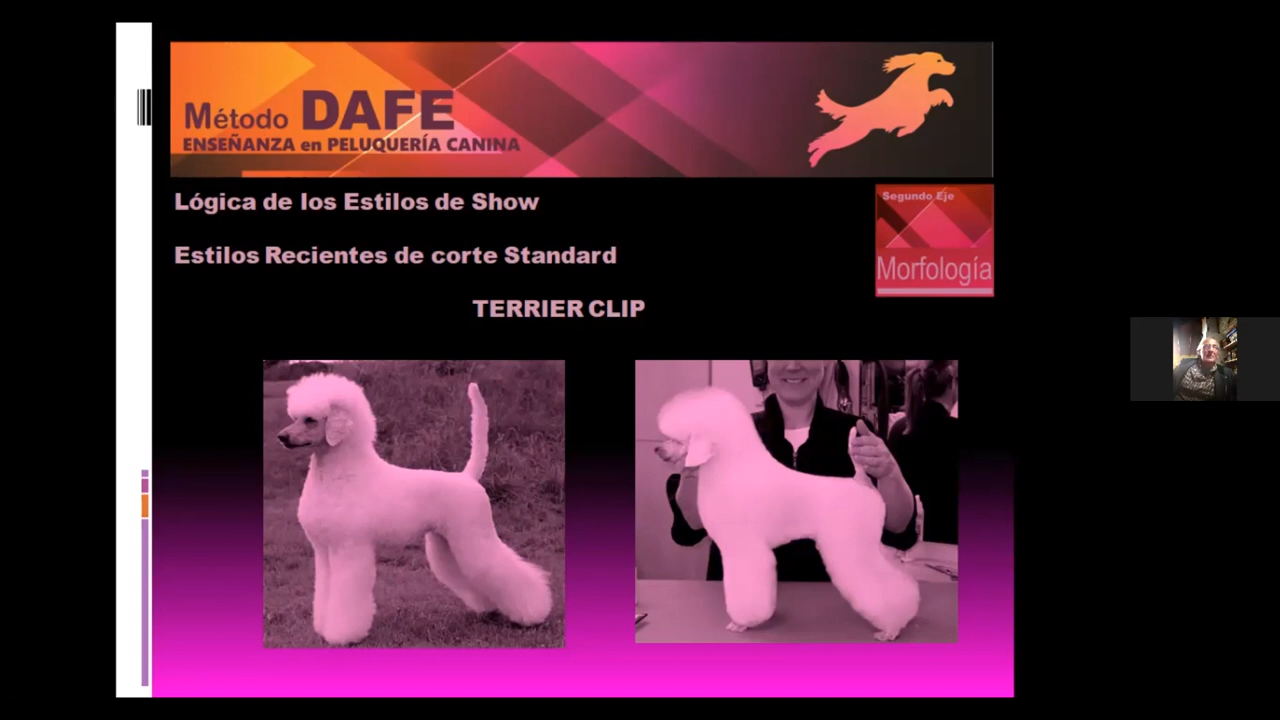 Método DAFE
ENSEÑANZA en PELUQUERÍA CANINA
Lógica de los Estilos de Show
Segundo Eje
Morfología
Estilos Recientes de corte Standard
TERRIER CLIP